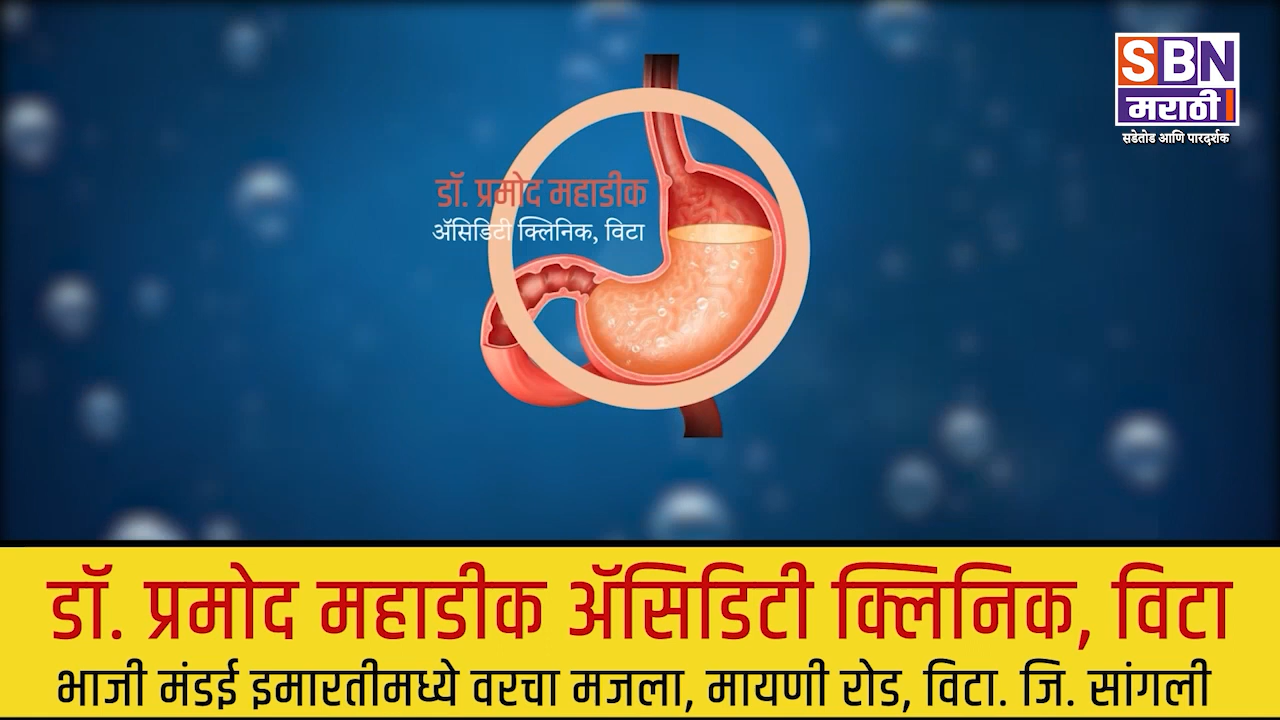 SBN
मराठी
सडेतोड आणि पारदर्शक
डॉ. प्रमोद महाडीक
ॲसिडिटी क्लिनिक, विटा
डॉ. प्रमोद महाडीक ॲसिडिटी क्लिनिक, विटा
भाजी मंडई इमारतीमध्ये वरचा मजला, मायणी रोड, विटा. जि. सांगली